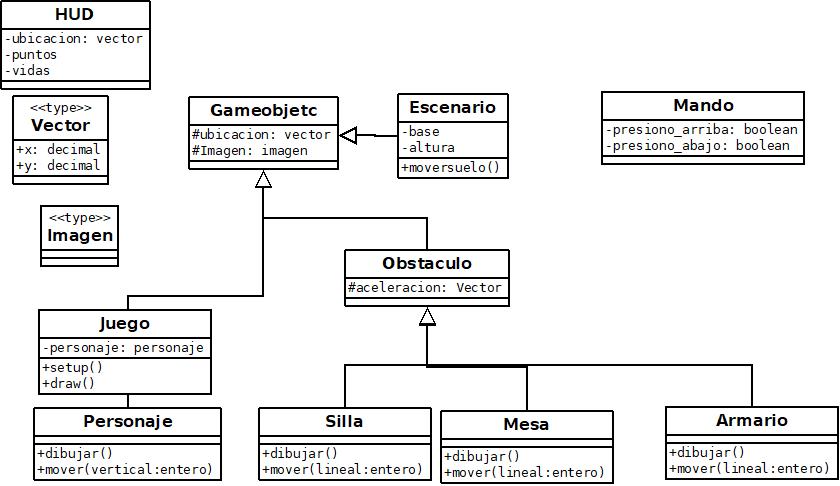 HUD
-ubicacion: vector
-puntos
-vidas
<<type>>
Vector
+x: decimal
+y: decimal
Gameobjetc
#ubicacion: vector
#Imagen: imagen
Escenario
-base
-altura
+moversuelo()
Mando
-presiono_arriba: boolean
-presiono_abajo: boolean
<<type>>
Imagen
Obstaculo
#aceleracion: Vector
Juego
-personaje: personaje
+setup()
+draw()
Personaje
+dibujar()
+mover(vertical:entero)
Silla
+dibujar()
+mover(lineal:entero)
Mesa
+dibujar()
+mover(lineal:entero)
Armario
+dibujar()
+mover(lineal:entero)